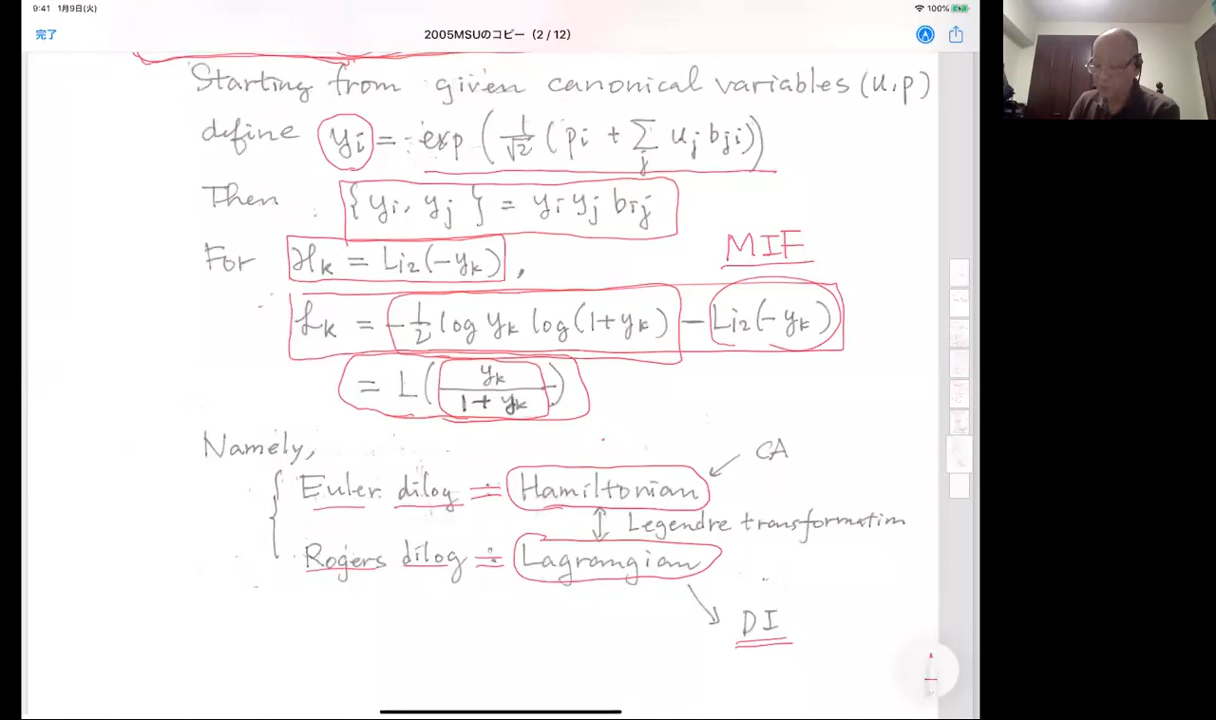 9:41 1月9日(火)
100%
完了
2005MSUのコピー (2 / 12)
Starting from given canonical variables (u, p)
define yi = exp ( 1/√2 ( pi + Σj uj bji ) )
Then { yi, yj } = yi yj bij
For ℋk = Li2(-yk) ,
MIF
ℒk = -1/2 log yk log(1+yk) - Li2(-yk)
= L( yk / 1+yk )
Namely,
CA
Euler dilog ≑ Hamiltonian
↕ Legendre transformation
Rogers dilog ≑ Lagrangian
DI